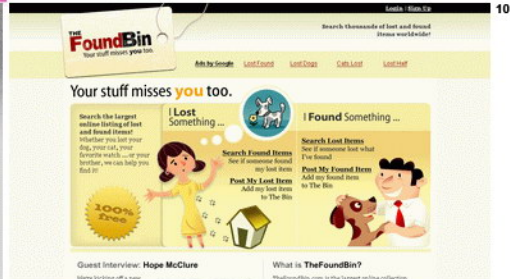 Login | Sign Up
10
THE
FoundBin
Your stuff misses you too.
Search thousands of lost and found
items worldwide!
Ads by Google
Lost Found
Lost Dogs
Cats Lost
Lost Half
Your stuff misses you too.
Search the largest
online listing of lost
and found items!
Whether you lost your
dog, your cat, your
favorite watch ... or your
brother, we can help you
find it!
100%
free
I Lost
Something ...
Search Found Items
See if someone found
my lost item
Post My Lost Item
Add my lost item
to The Bin
I Found Something ...
Search Lost Items
See if someone lost what
I've found
Post My Found Item
Add my found item
to The Bin
Guest Interview: Hope McClure
What is TheFoundBin?